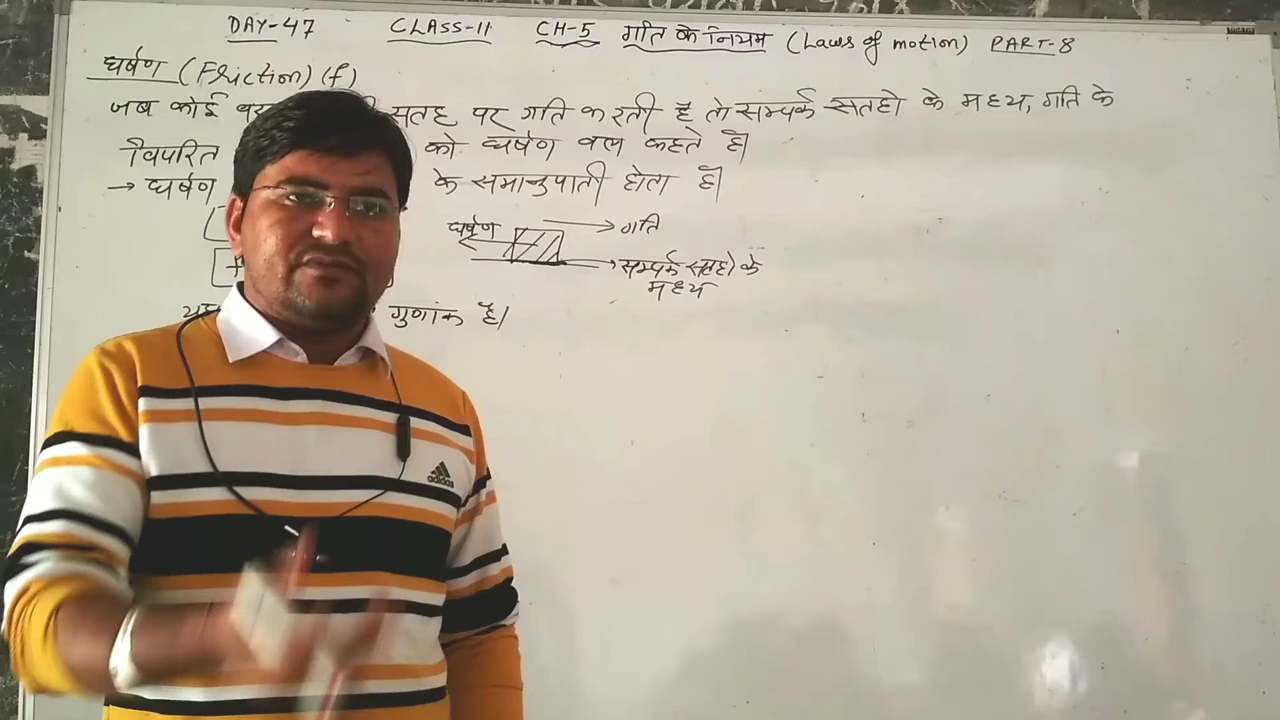 DAY-47 CLASS-11 CH-5 गति के नियम (Laws of motion) PART-8
घर्षण (Friction) (f)
जब कोई सतह पर गति करती है तो सम्पर्क सतहो के मध्य, गति के
विपरित को घर्षण बल कहते है।
→ घर्षण के समानुपाती होता है।
घर्षण गति
सम्पर्क सतहो के
मध्य
गुणांक है।
adidas